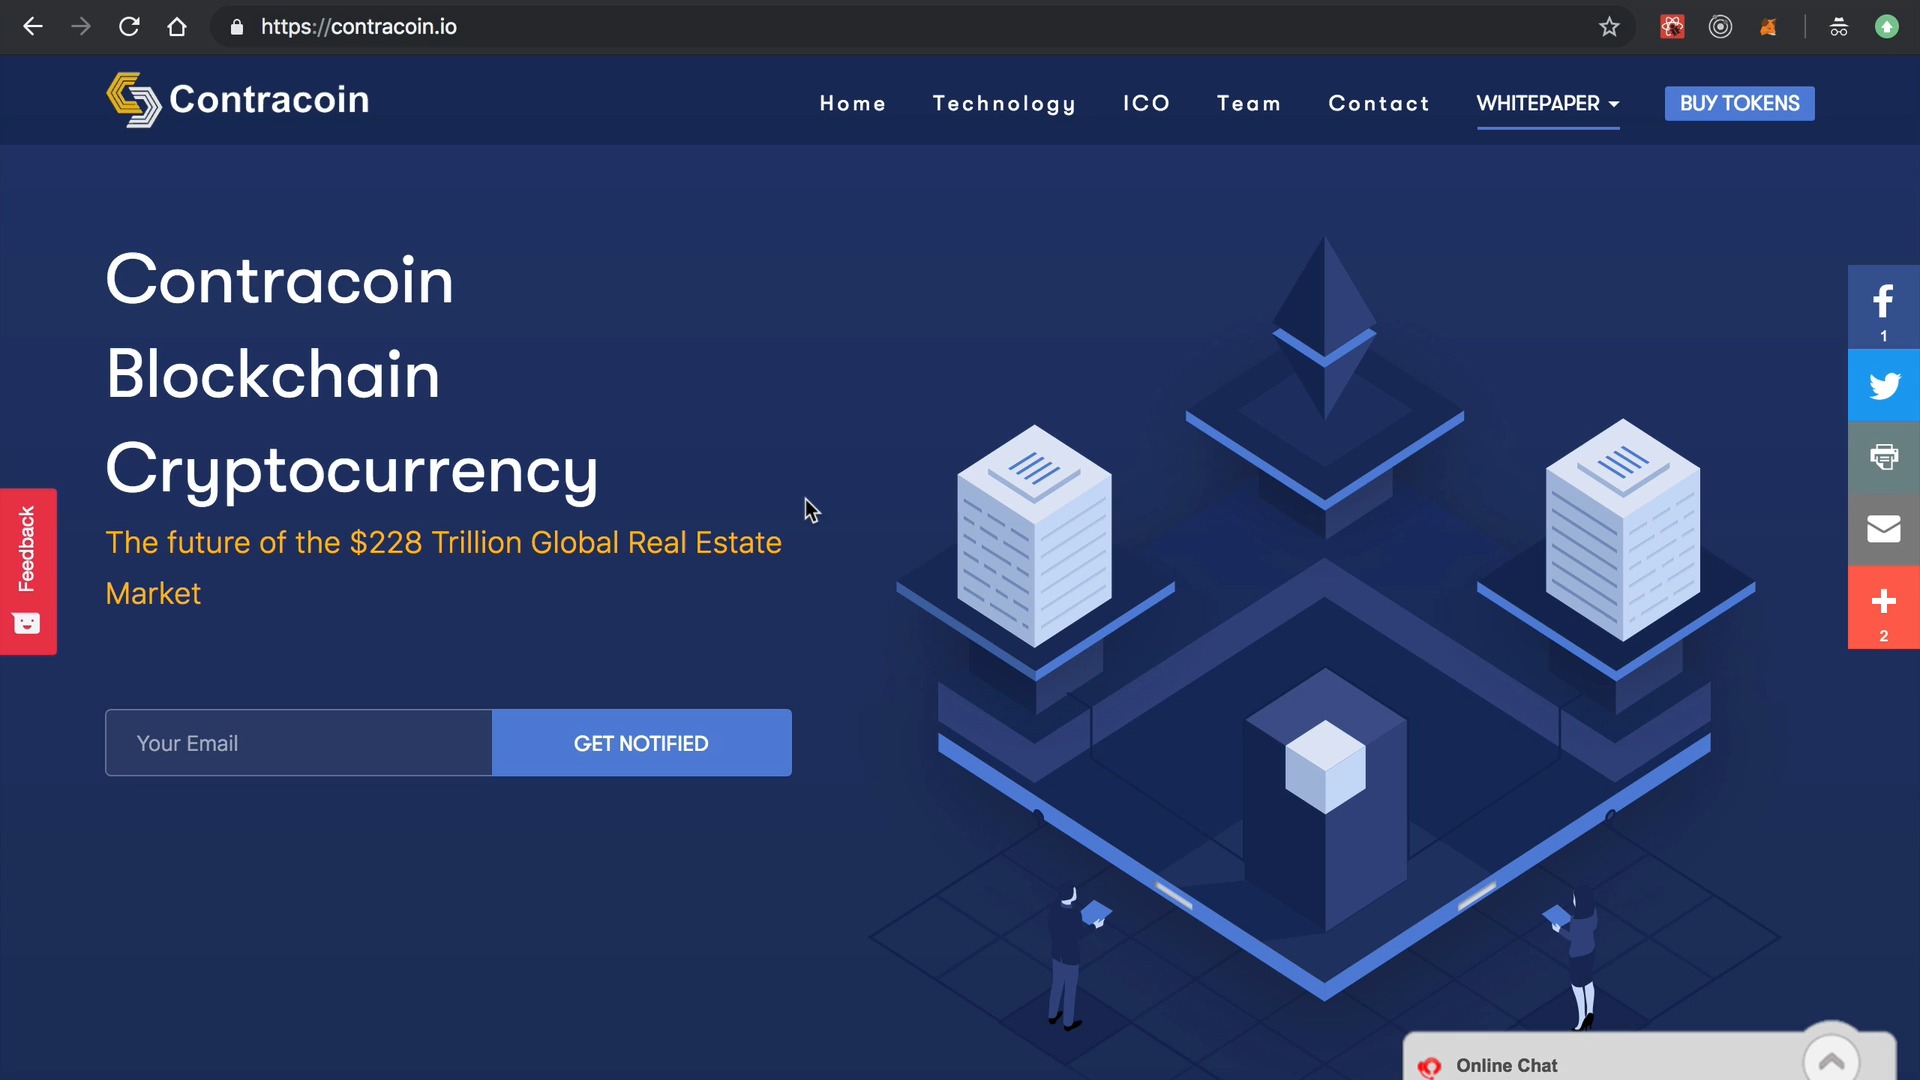 https://contracoin.io
Contracoin
Home Technology ICO Team Contact WHITEPAPER BUY TOKENS
Contracoin
Blockchain
Cryptocurrency
The future of the $228 Trillion Global Real Estate
Market
Your Email GET NOTIFIED
Feedback
1
2
Online Chat